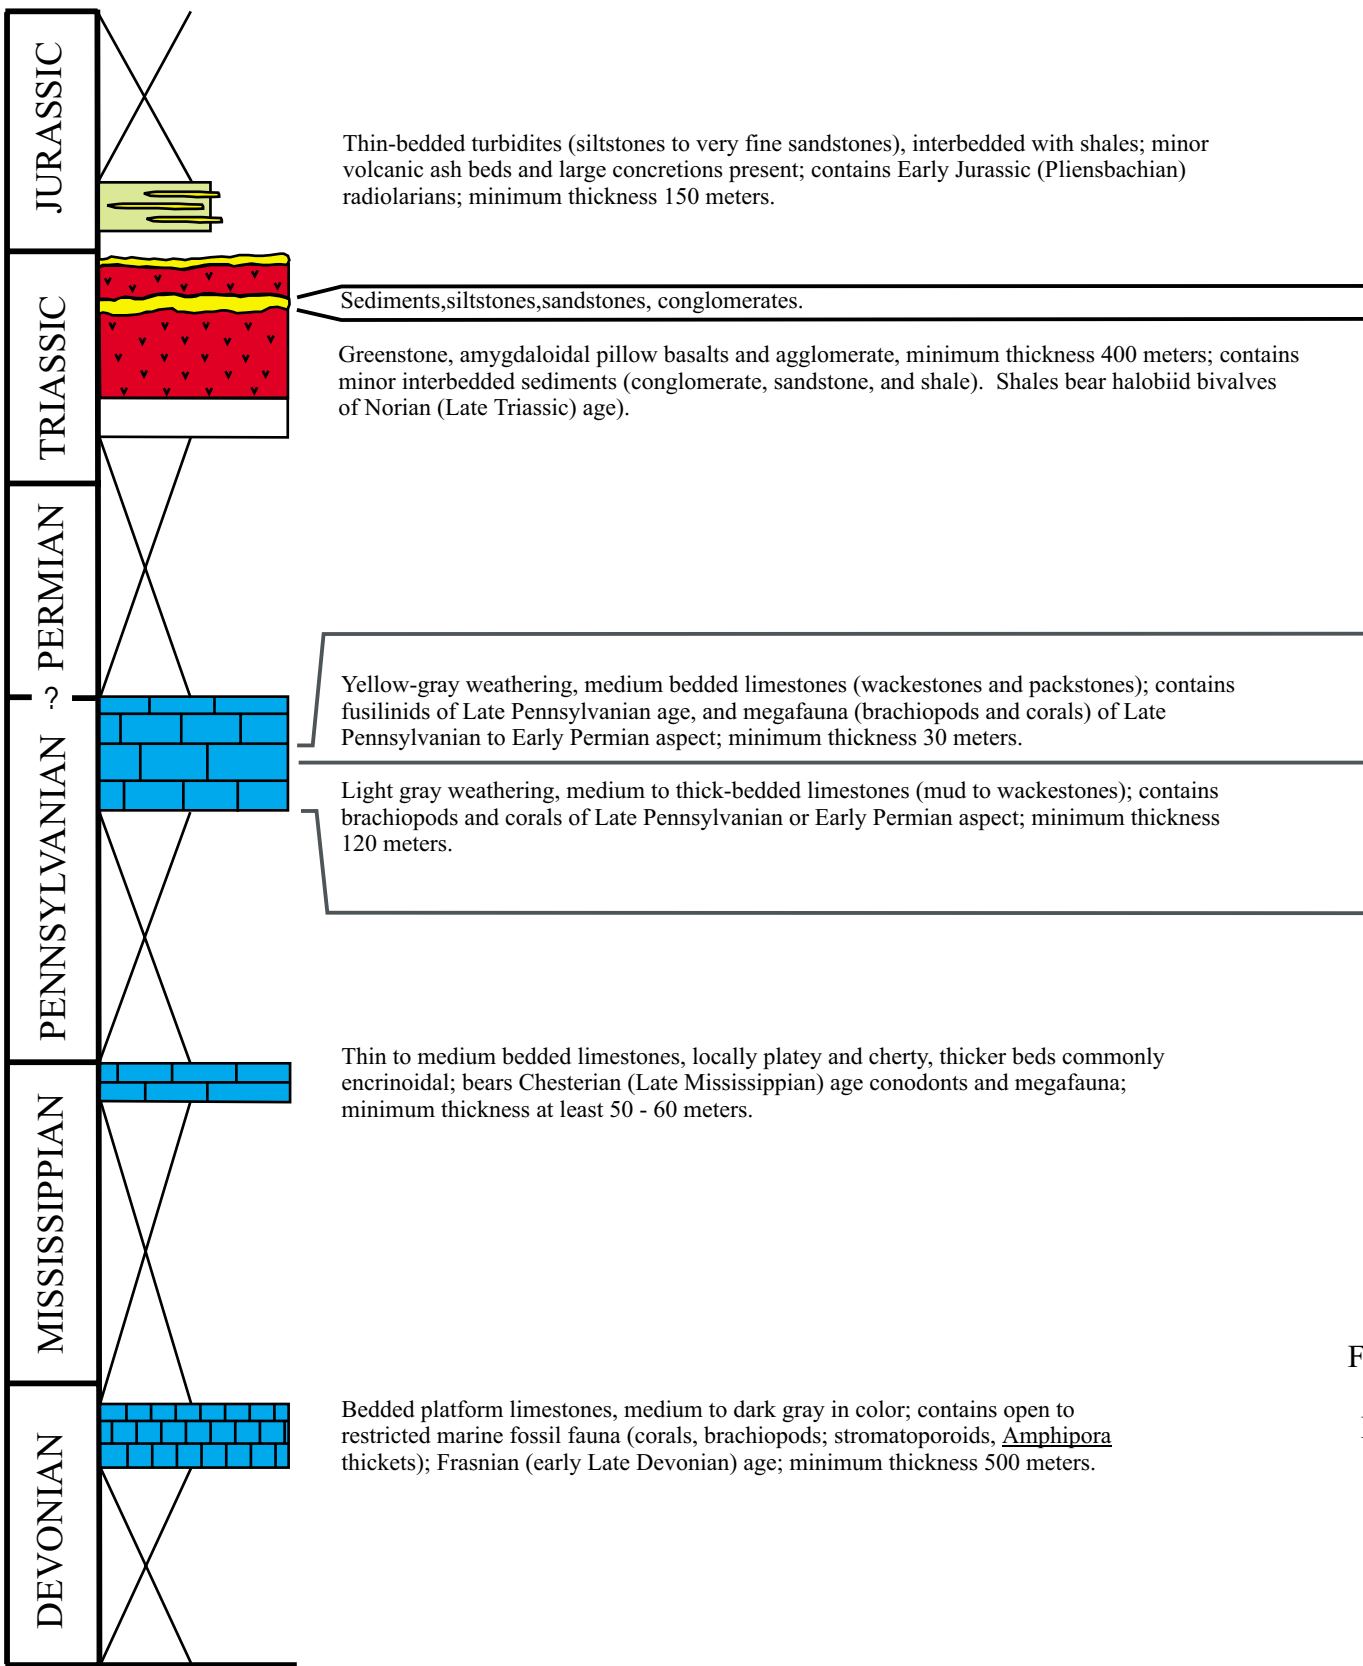 JURASSIC
Thin-bedded turbidites (siltstones to very fine sandstones), interbedded with shales; minor
volcanic ash beds and large concretions present; contains Early Jurassic (Pliensbachian)
radiolarians; minimum thickness 150 meters.
TRIASSIC
Sediments,siltstones,sandstones, conglomerates.
Greenstone, amygdaloidal pillow basalts and agglomerate, minimum thickness 400 meters; contains
minor interbedded sediments (conglomerate, sandstone, and shale).  Shales bear halobiid bivalves
of Norian (Late Triassic) age).
PERMIAN
?
Yellow-gray weathering, medium bedded limestones (wackestones and packstones); contains
fusilinids of Late Pennsylvanian age, and megafauna (brachiopods and corals) of Late
Pennsylvanian to Early Permian aspect; minimum thickness 30 meters.
PENNSYLVANIAN
Light gray weathering, medium to thick-bedded limestones (mud to wackestones); contains
brachiopods and corals of Late Pennsylvanian or Early Permian aspect; minimum thickness
120 meters.
Thin to medium bedded limestones, locally platey and cherty, thicker beds commonly
encrinoidal; bears Chesterian (Late Mississippian) age conodonts and megafauna;
minimum thickness at least 50 - 60 meters.
MISSISSIPPIAN
F
DEVONIAN
Bedded platform limestones, medium to dark gray in color; contains open to
restricted marine fossil fauna (corals, brachiopods; stromatoporoids, Amphipora
thickets); Frasnian (early Late Devonian) age; minimum thickness 500 meters.